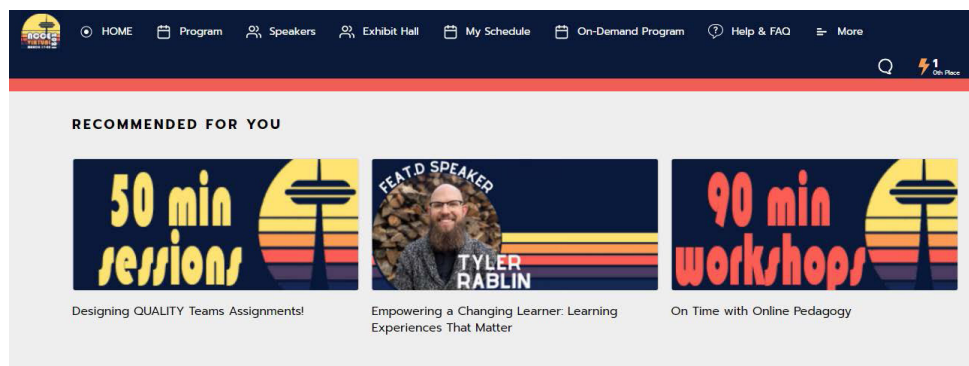 HOME Program Speakers Exhibit Hall My Schedule On-Demand Program Help & FAQ More
1
0th Place
RECOMMENDED FOR YOU
50 min
sessions
FEAT.D SPEAKER
TYLER
RABLIN
90 min
workshops
Designing QUALITY Teams Assignments!
Empowering a Changing Learner: Learning
Experiences That Matter
On Time with Online Pedagogy